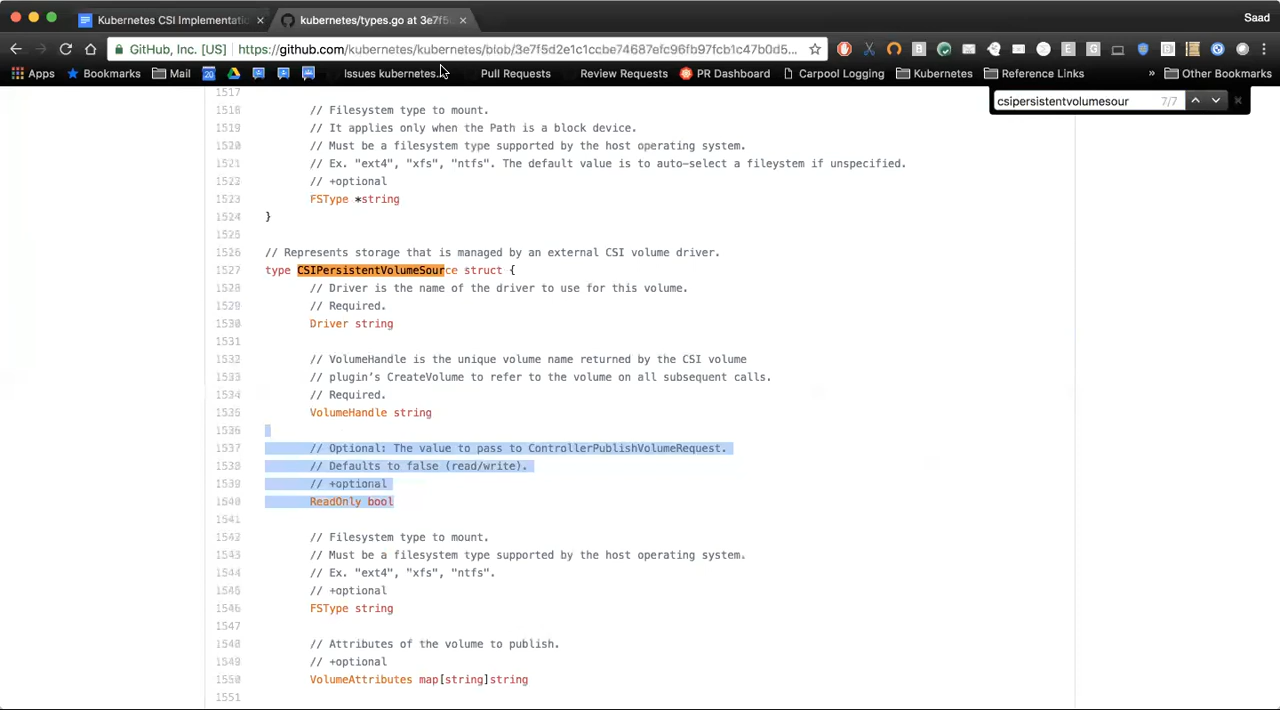 Kubernetes CSI Implementatio
kubernetes/types.go at 3e7f5d
Saad
GitHub, Inc. [US] https://github.com/kubernetes/kubernetes/blob/3e7f5d2e1c1ccbe74687efc96fb97fcb1c47b0d5...
Apps Bookmarks Mail Issues kubernetes. Pull Requests Review Requests PR Dashboard Carpool Logging Kubernetes Reference Links » Other Bookmarks
csipersistentvolumesour 7/7
1517
1518 // Filesystem type to mount.
1519 // It applies only when the Path is a block device.
1520 // Must be a filesystem type supported by the host operating system.
1521 // Ex. "ext4", "xfs", "ntfs". The default value is to auto-select a fileystem if unspecified.
1522 // +optional
1523 FSType *string
1524 }
1525
1526 // Represents storage that is managed by an external CSI volume driver.
1527 type CSIPersistentVolumeSource struct {
1528 // Driver is the name of the driver to use for this volume.
1529 // Required.
1530 Driver string
1531
1532 // VolumeHandle is the unique volume name returned by the CSI volume
1533 // plugin's CreateVolume to refer to the volume on all subsequent calls.
1534 // Required.
1535 VolumeHandle string
1536
1537 // Optional: The value to pass to ControllerPublishVolumeRequest.
1538 // Defaults to false (read/write).
1539 // +optional
1540 ReadOnly bool
1541
1542 // Filesystem type to mount.
1543 // Must be a filesystem type supported by the host operating system.
1544 // Ex. "ext4", "xfs", "ntfs".
1545 // +optional
1546 FSType string
1547
1548 // Attributes of the volume to publish.
1549 // +optional
1550 VolumeAttributes map[string]string
1551